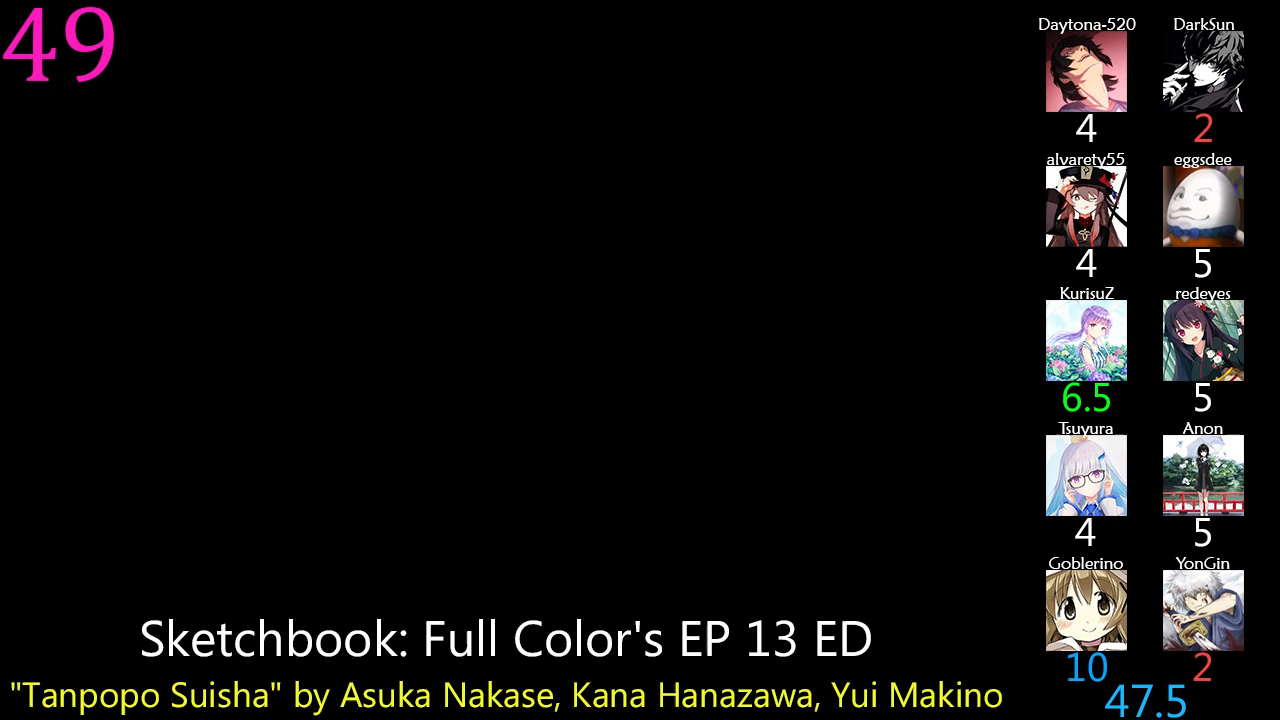 49
Daytona-520 DarkSun
4 2
alvarety55 eggsdee
4 5
KurisuZ redeyes
6.5 5
Tsuyura Anon
4 5
Goblerino YonGin
10 2
47.5
Sketchbook: Full Color's EP 13 ED
"Tanpopo Suisha" by Asuka Nakase, Kana Hanazawa, Yui Makino